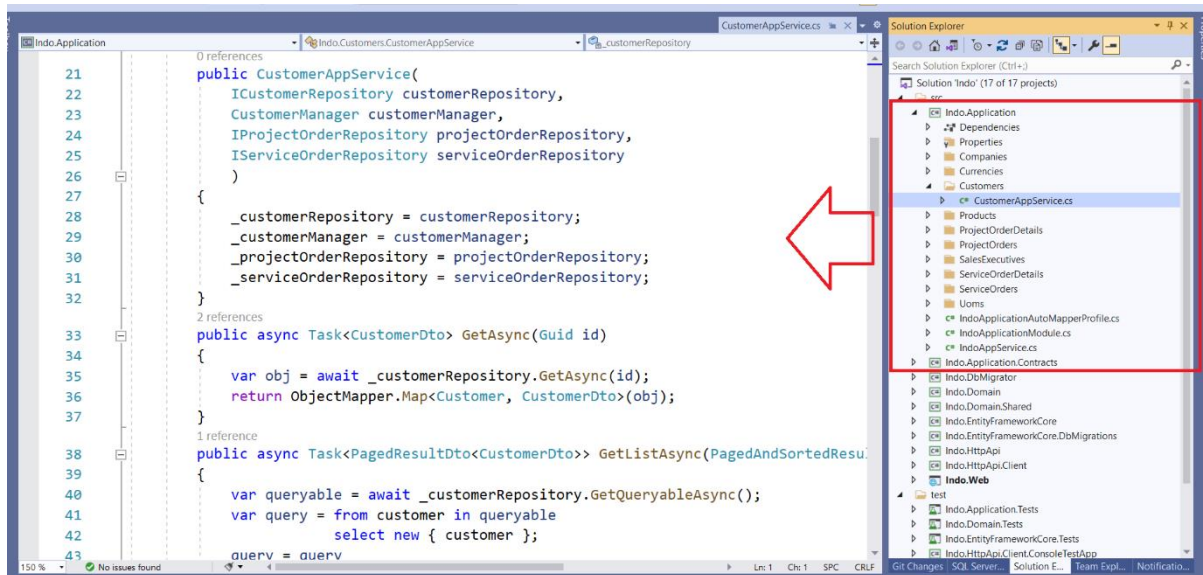 CustomerAppService.cs
Indo.Application
Indo.Customers.CustomerAppService
_customerRepository
0 references
21 public CustomerAppService(
22 ICustomerRepository customerRepository,
23 CustomerManager customerManager,
24 IProjectOrderRepository projectOrderRepository,
25 IServiceOrderRepository serviceOrderRepository
26 )
27 {
28 _customerRepository = customerRepository;
29 _customerManager = customerManager;
30 _projectOrderRepository = projectOrderRepository;
31 _serviceOrderRepository = serviceOrderRepository;
32 }
2 references
33 public async Task<CustomerDto> GetAsync(Guid id)
34 {
35 var obj = await _customerRepository.GetAsync(id);
36 return ObjectMapper.Map<Customer, CustomerDto>(obj);
37 }
1 reference
38 public async Task<PagedResultDto<CustomerDto>> GetListAsync(PagedAndSortedResu
39 {
40 var queryable = await _customerRepository.GetQueryableAsync();
41 var query = from customer in queryable
42 select new { customer };
43 query = query
150 % No issues found Ln: 1 Ch: 1 SPC CRLF
Solution Explorer
Search Solution Explorer (Ctrl+;)
Solution 'Indo' (17 of 17 projects)
src
Indo.Application
Dependencies
Properties
Companies
Currencies
Customers
CustomerAppService.cs
Products
ProjectOrderDetails
ProjectOrders
SalesExecutives
ServiceOrderDetails
ServiceOrders
Uoms
IndoApplicationAutoMapperProfile.cs
IndoApplicationModule.cs
IndoAppService.cs
Indo.Application.Contracts
Indo.DbMigrator
Indo.Domain
Indo.Domain.Shared
Indo.EntityFrameworkCore
Indo.EntityFrameworkCore.DbMigrations
Indo.HttpApi
Indo.HttpApi.Client
Indo.Web
test
Indo.Application.Tests
Indo.Domain.Tests
Indo.EntityFrameworkCore.Tests
Indo.HttpApi.Client.ConsoleTestApp
Git Changes SQL Server... Solution E... Team Expl... Notificatio...